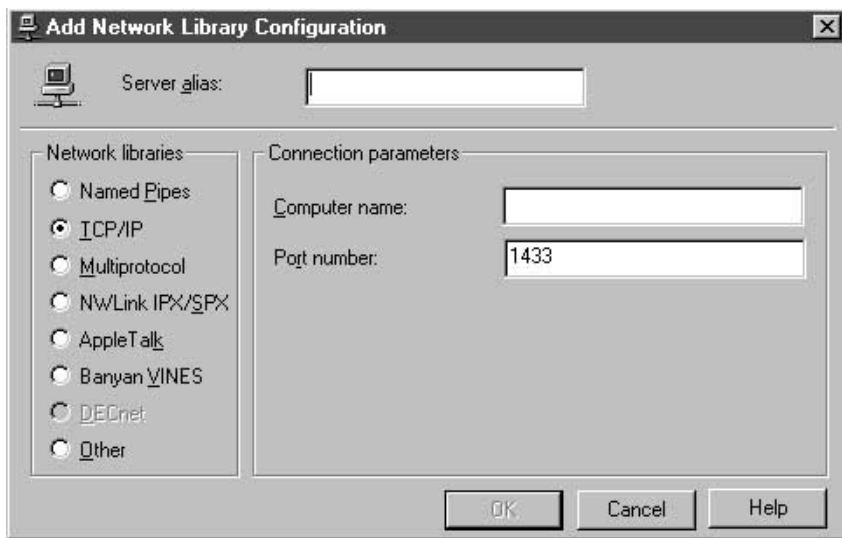 Add Network Library Configuration
Server alias:
Network libraries
Named Pipes
TCP/IP
Multiprotocol
NWLink IPX/SPX
AppleTalk
Banyan VINES
DECnet
Other
Connection parameters
Computer name:
Port number: 1433
OK Cancel Help